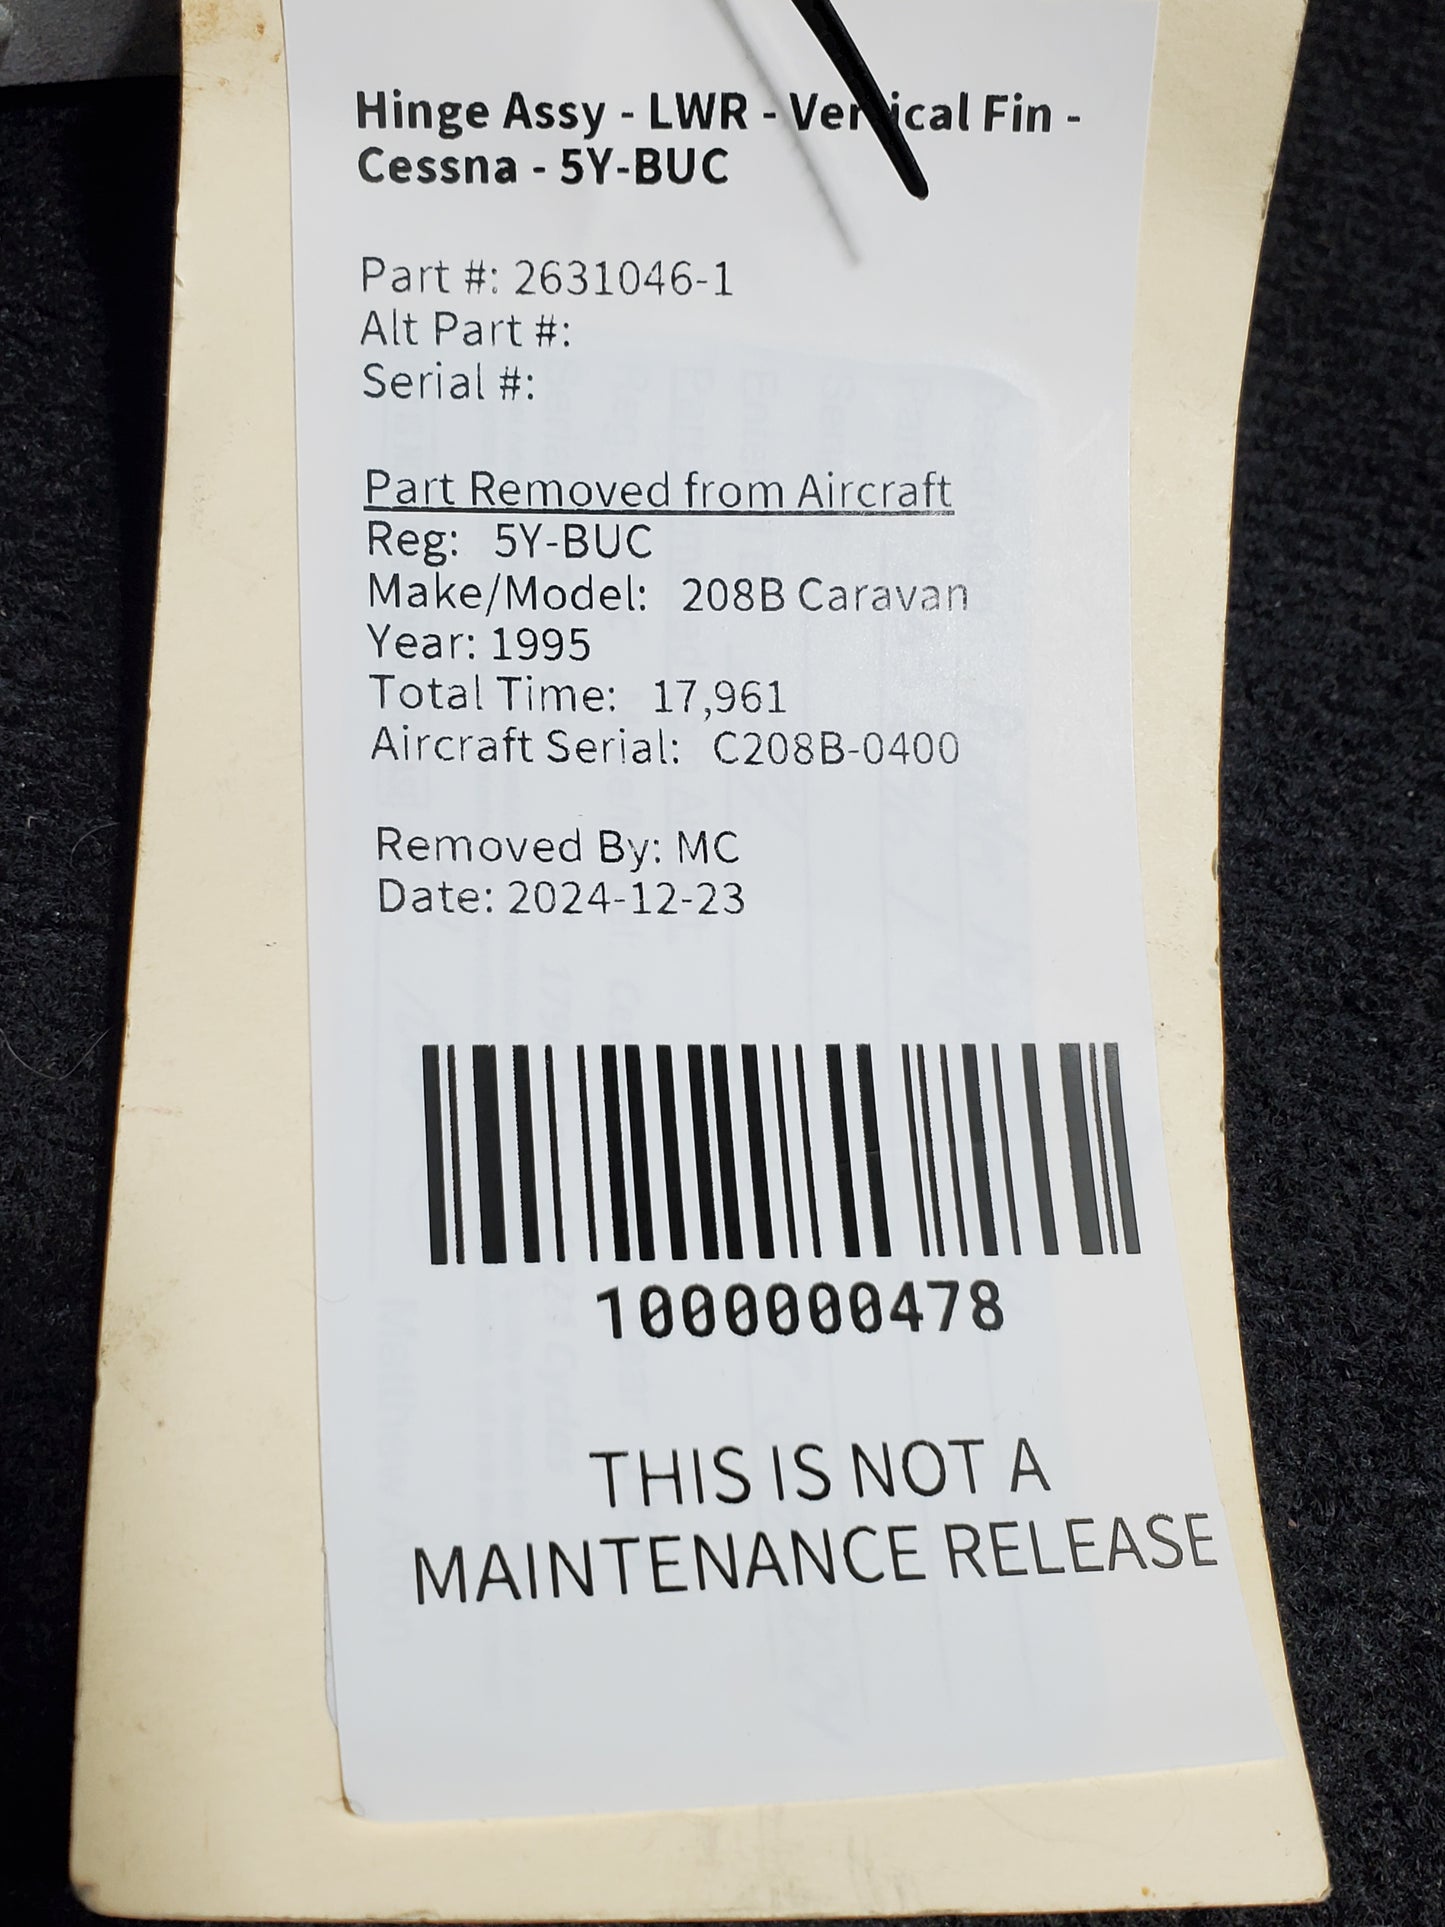 Hinge Assy - LWR - Vertical Fin -
Cessna - 5Y-BUC
Part #: 2631046-1
Alt Part #:
Serial #:
Part Removed from Aircraft
Reg: 5Y-BUC
Make/Model: 208B Caravan
Year: 1995
Total Time: 17,961
Aircraft Serial: C208B-0400
Removed By: MC
Date: 2024-12-23
1000000478
THIS IS NOT A
MAINTENANCE RELEASE